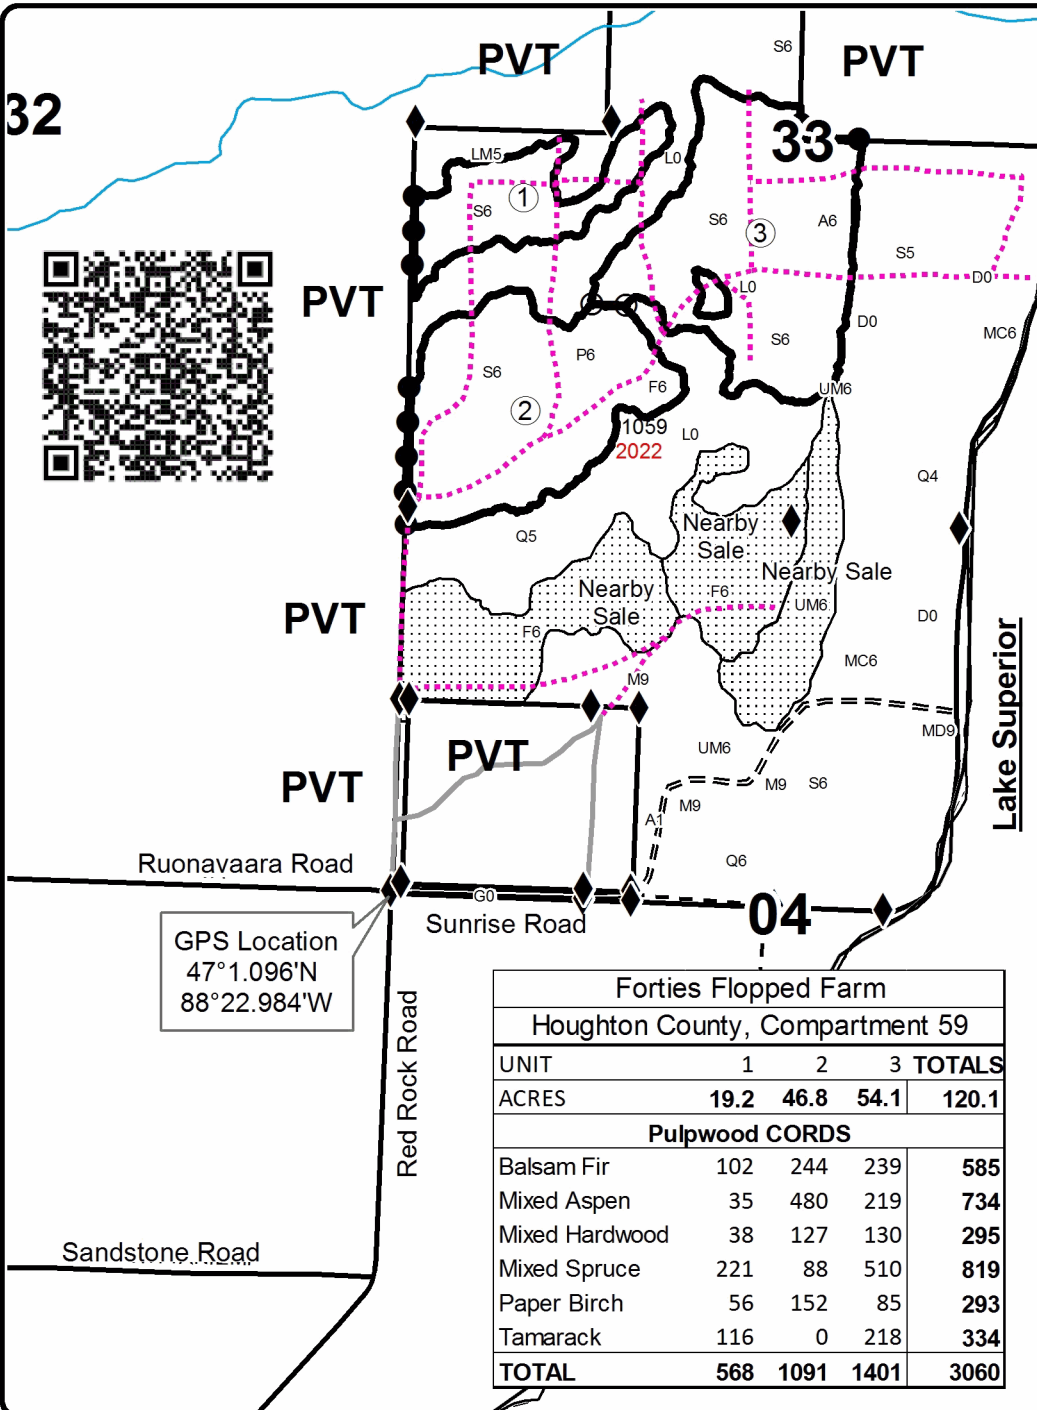 S6
PVT
PVT
32
33
LM5
L0
1
S6
S6
3
A6
S5
D0
L0
PVT
D0
MC6
S6
P6
S6
F6
UM6
2
1059
2022
L0
Q4
Q5
Nearby
Sale
Nearby Sale
Nearby
Sale
F6
UM6
F6
D0
PVT
MC6
M9
MD9
UM6
PVT
PVT
M9
S6
M9
A1
Lake Superior
Q6
Ruonavaara Road
G0
Sunrise Road
04
GPS Location
47°1.096'N
88°22.984'W
Red Rock Road
Sandstone Road
Forties Flopped Farm
Houghton County, Compartment 59
UNIT 1 2 3 TOTALS
ACRES 19.2 46.8 54.1 120.1
Pulpwood CORDS
Balsam Fir 102 244 239 585
Mixed Aspen 35 480 219 734
Mixed Hardwood 38 127 130 295
Mixed Spruce 221 88 510 819
Paper Birch 56 152 85 293
Tamarack 116 0 218 334
TOTAL 568 1091 1401 3060